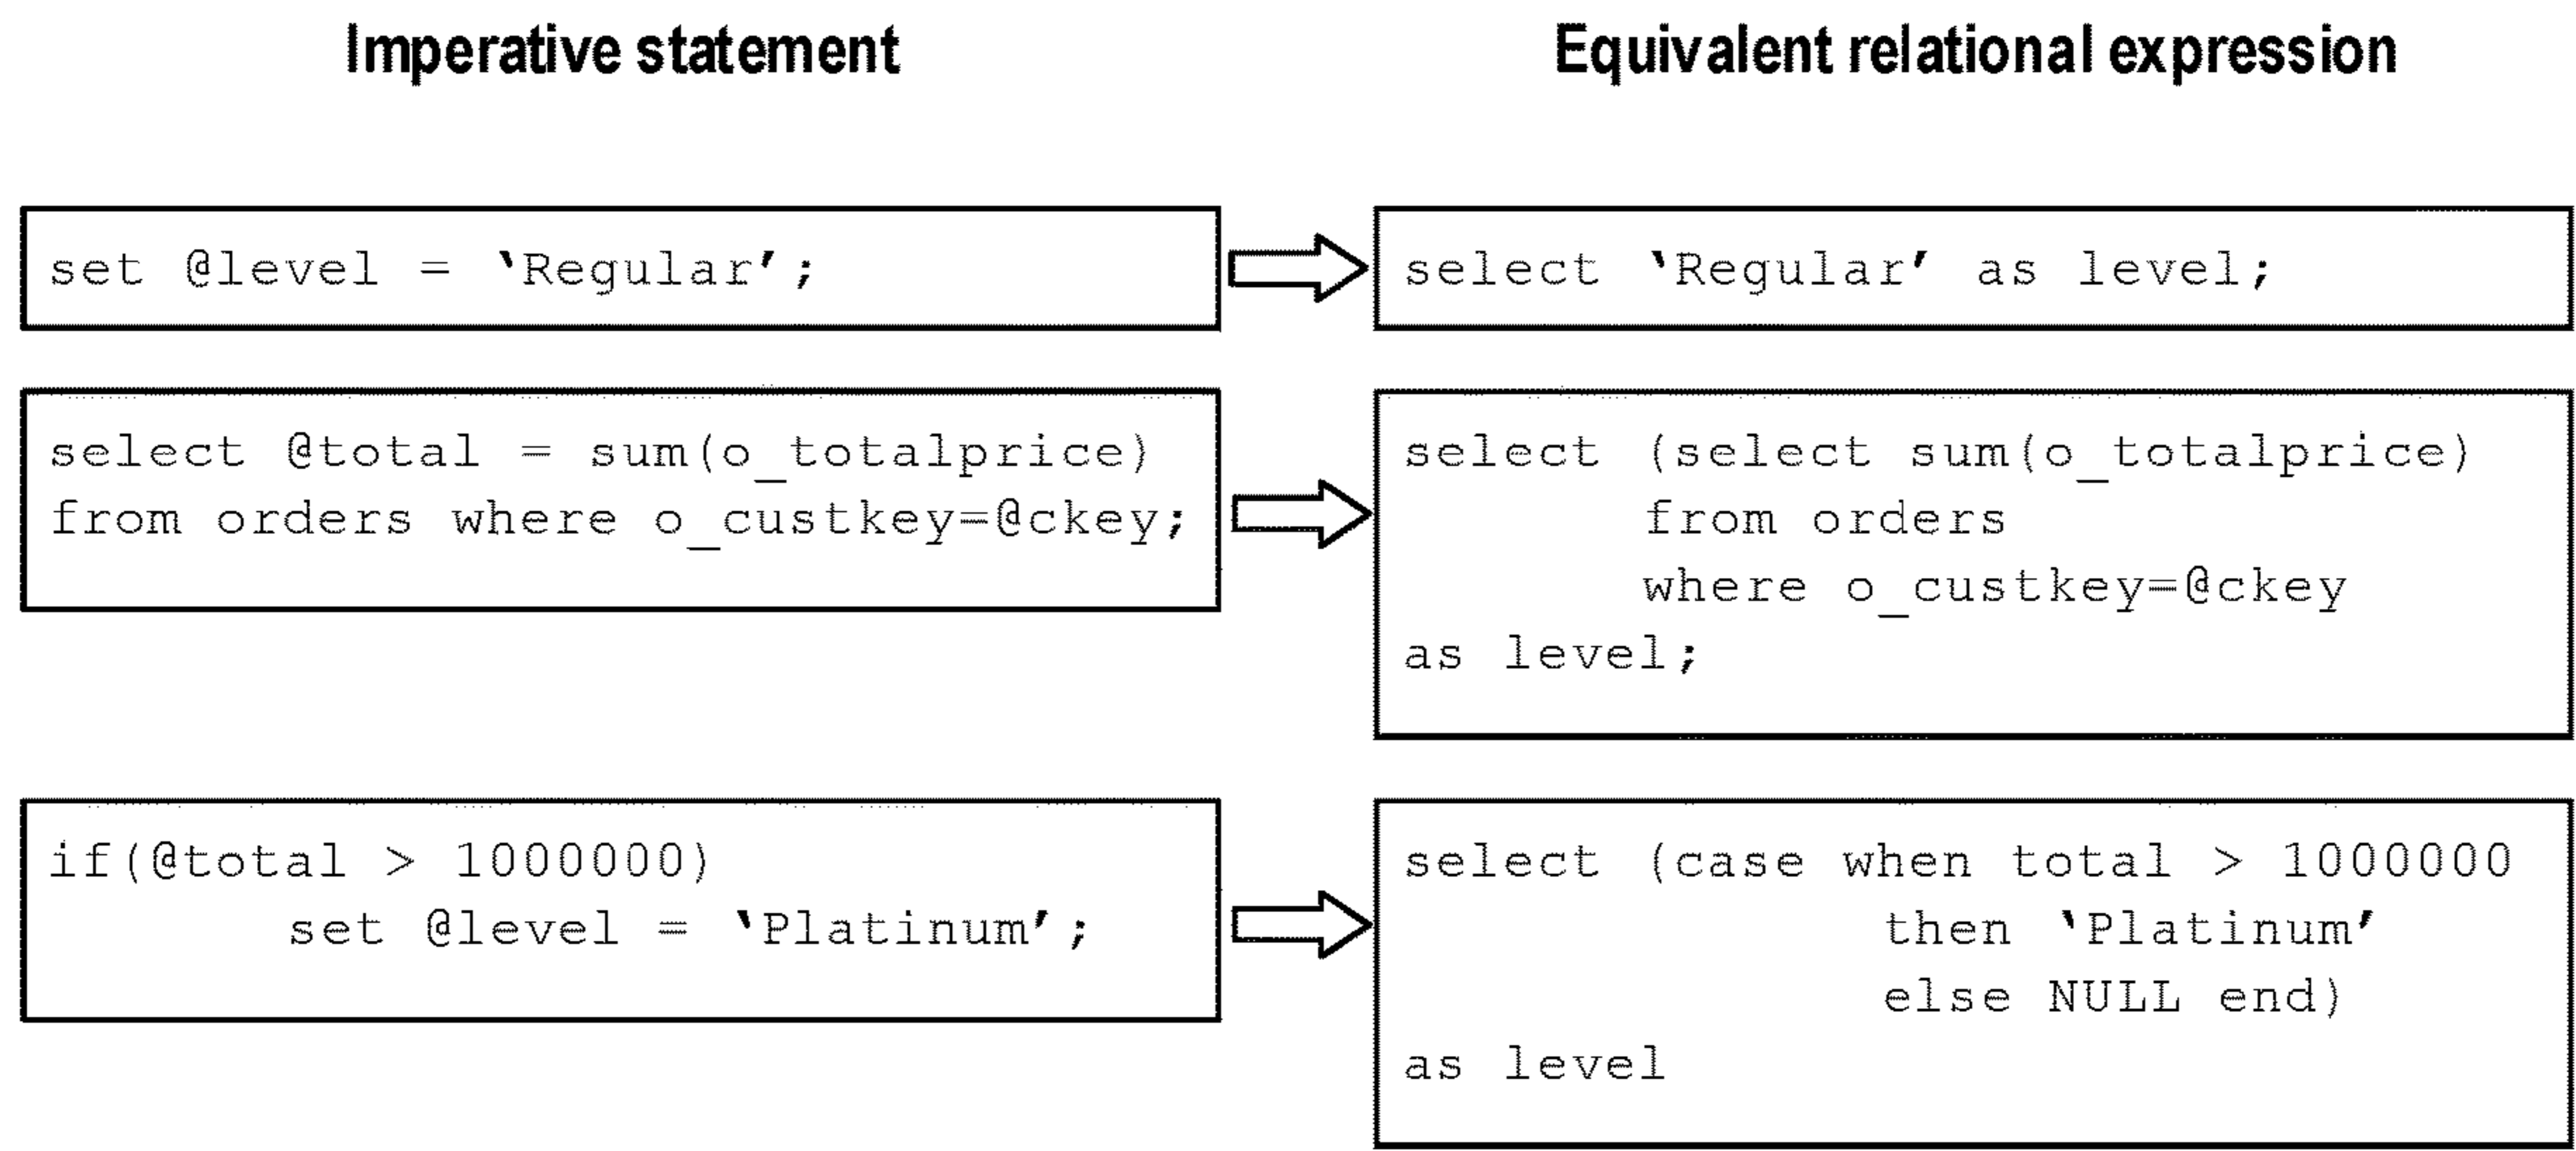 Imperative statement
Equivalent relational expression
set @level = ‵Regular′;
select ‵Regular′ as level;
select @total = sum(o_totalprice)
from orders where o_custkey=@ckey;
select (select sum(o_totalprice)
from orders
where o_custkey=@ckey
as level;
if(@total > 1000000)
set @level = ‵Platinum′;
select (case when total > 1000000
then ‵Platinum′
else NULL end)
as level